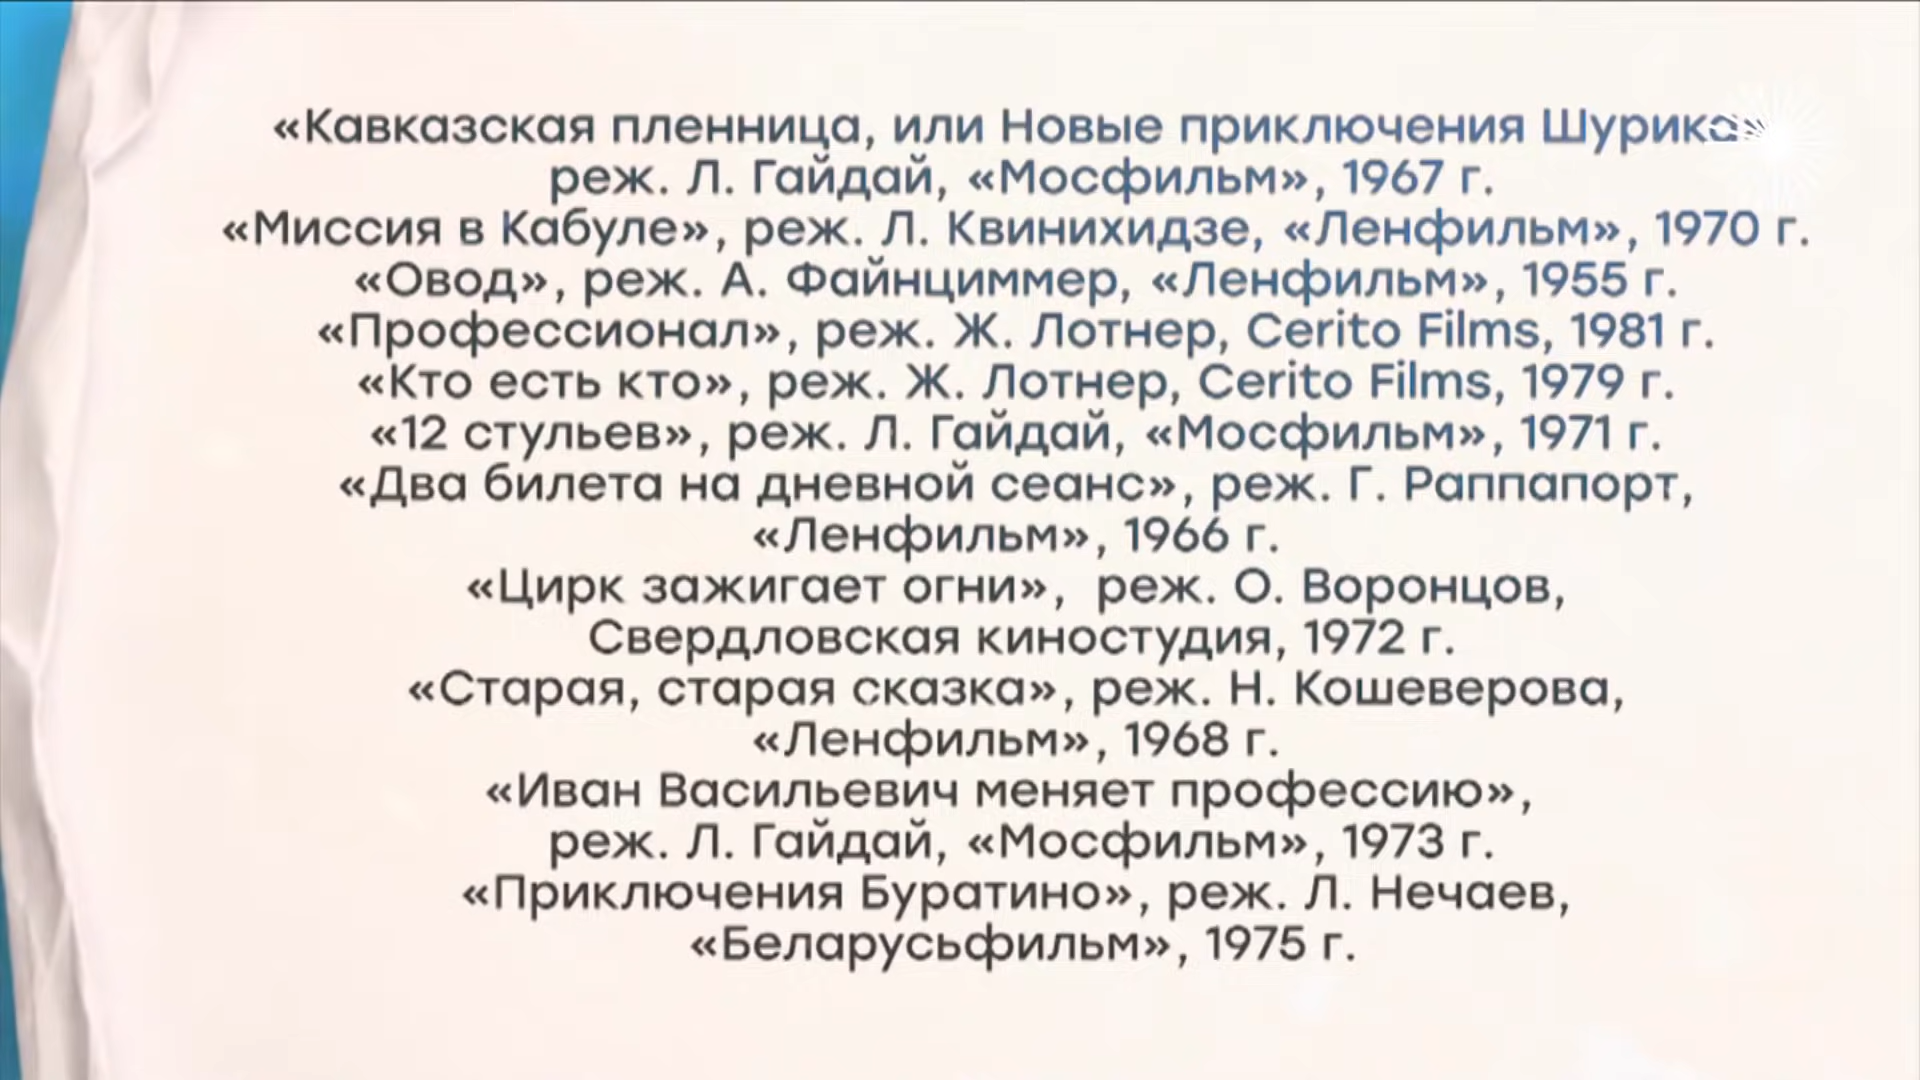 «Кавказская пленница, или Новые приключения Шурика
реж. Л. Гайдай, «Мосфильм», 1967 г.
«Миссия в Кабуле», реж. Л. Квинихидзе, «Ленфильм», 1970 г.
«Овод», реж. А. Файнциммер, «Ленфильм», 1955 г.
«Профессионал», реж. Ж. Лотнер, Cerito Films, 1981 г.
«Кто есть кто», реж. Ж. Лотнер, Cerito Films, 1979 г.
«12 стульев», реж. Л. Гайдай, «Мосфильм», 1971 г.
«Два билета на дневной сеанс», реж. Г. Раппапорт,
«Ленфильм», 1966 г.
«Цирк зажигает огни», реж. О. Воронцов,
Свердловская киностудия, 1972 г.
«Старая, старая сказка», реж. Н. Кошеверова,
«Ленфильм», 1968 г.
«Иван Васильевич меняет профессию»,
реж. Л. Гайдай, «Мосфильм», 1973 г.
«Приключения Буратино», реж. Л. Нечаев,
«Беларусьфильм», 1975 г.